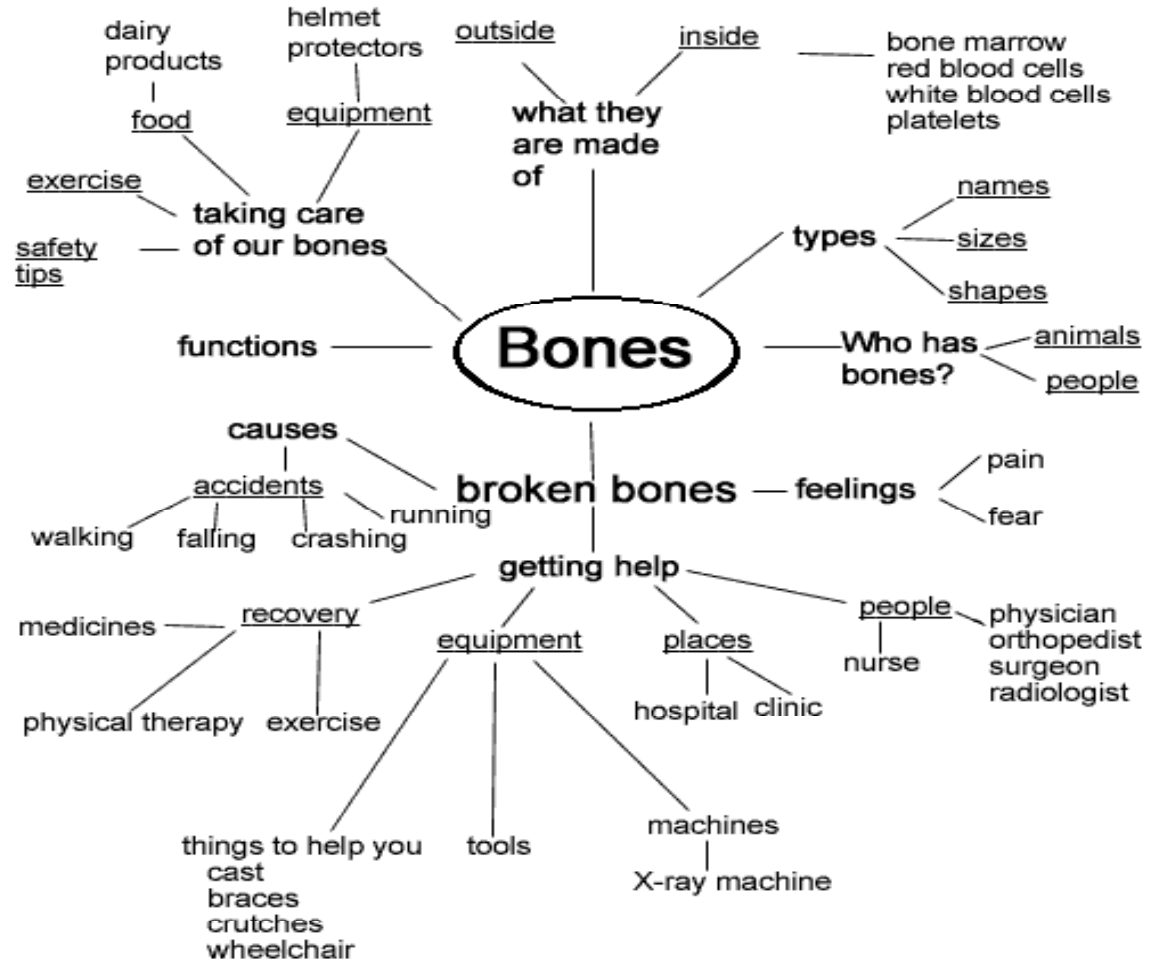 dairy
products
helmet
protectors
outside
inside
bone marrow
red blood cells
white blood cells
platelets
food
equipment
what they
are made
of
exercise
taking care
of our bones
safety
tips
types
names
sizes
shapes
functions
Bones
Who has
bones?
animals
people
causes
accidents
walking
falling
crashing
running
broken bones
feelings
pain
fear
getting help
recovery
medicines
physical therapy
exercise
equipment
places
hospital
clinic
people
nurse
physician
orthopedist
surgeon
radiologist
things to help you
cast
braces
crutches
wheelchair
tools
machines
X-ray machine